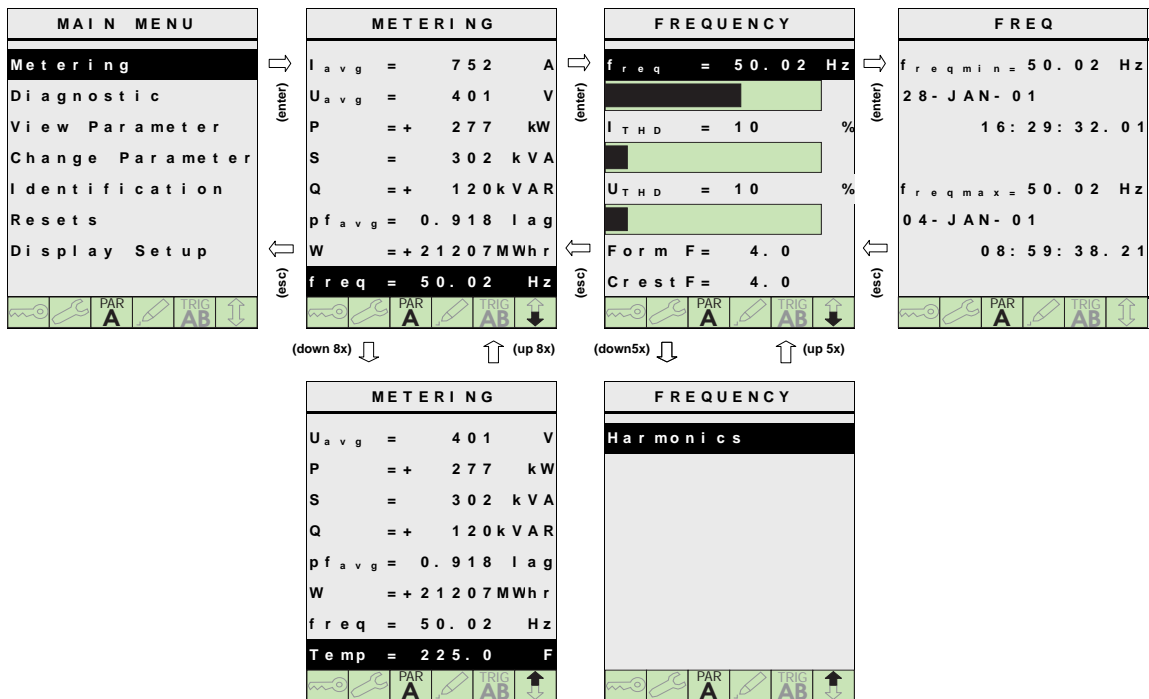 MAIN MENU
Metering
Diagnostic
View Parameter
Change Parameter
Identification
Resets
Display Setup
PAR
A
TRIG
AB
(enter)
(esc)
METERING
Iavg = 752 A
Uavg = 401 V
P =+ 277 kW
S = 302 kVA
Q =+ 120kVAR
pfavg = 0.918 lag
W =+21207MWhr
freq = 50.02 Hz
PAR
A
TRIG
AB
(enter)
(esc)
FREQUENCY
freq = 50.02 Hz
ITHD = 10 %
UTHD = 10 %
Form F= 4.0
Crest F= 4.0
PAR
A
TRIG
AB
(enter)
(esc)
FREQ
freqmin= 50.02 Hz
28-JAN-01
16:29:32.01
freqmax= 50.02 Hz
04-JAN-01
08:59:38.21
PAR
A
TRIG
AB
(down 8x)
(up 8x)
(down5x)
(up 5x)
METERING
Uavg = 401 V
P =+ 277 kW
S = 302 kVA
Q =+ 120kVAR
pfavg = 0.918 lag
W =+21207MWhr
freq = 50.02 Hz
Temp = 225.0 F
PAR
A
TRIG
AB
FREQUENCY
Harmonics
PAR
A
TRIG
AB